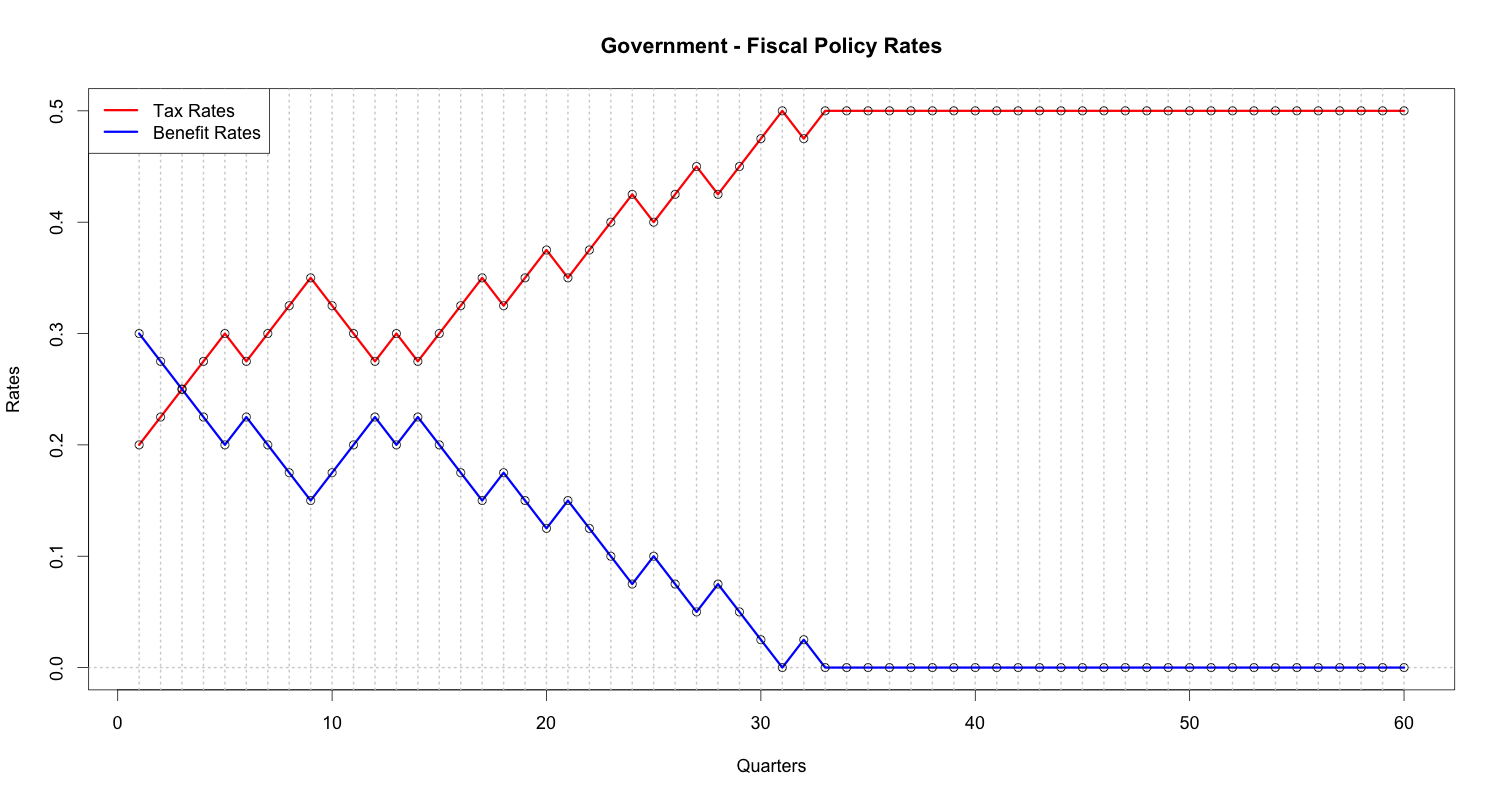 Government - Fiscal Policy Rates
Tax Rates
Benefit Rates
0.5
0.4
0.3
0.2
0.1
0.0
Rates
0 10 20 30 40 50 60
Quarters